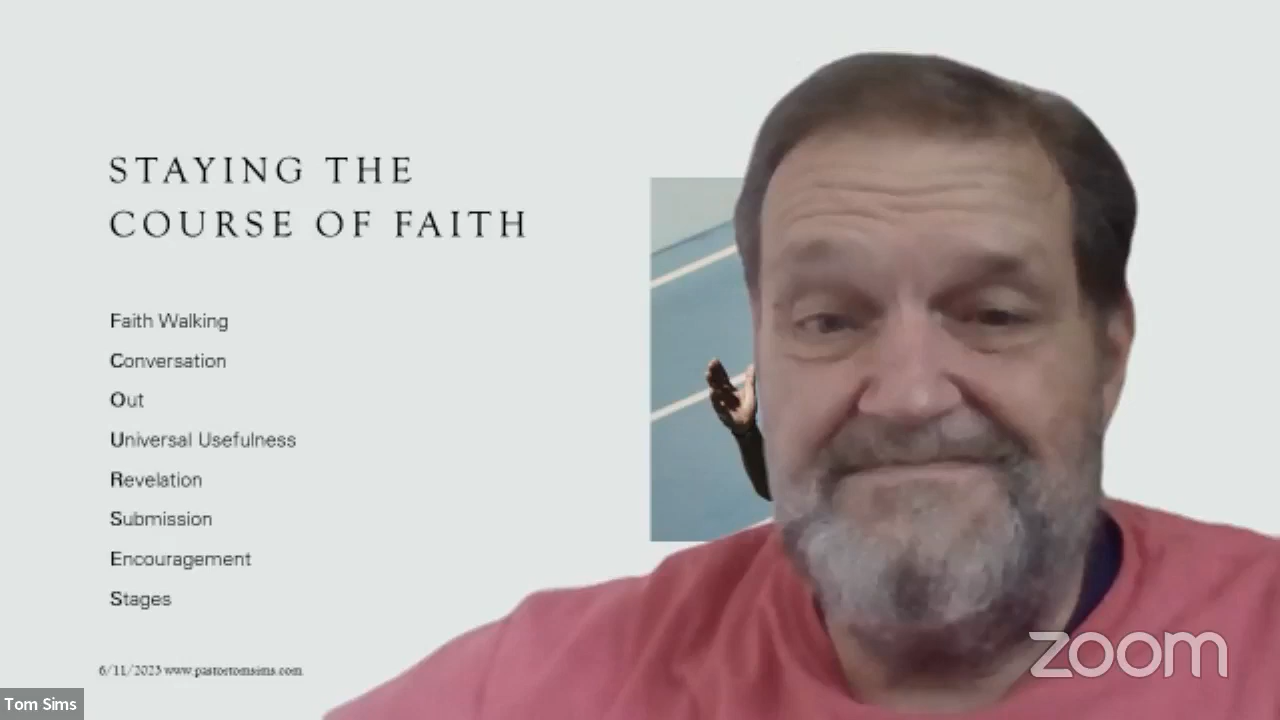 STAYING THE
COURSE OF FAITH
Faith Walking
Conversation
Out
Universal Usefulness
Revelation
Submission
Encouragement
Stages
6/11/2023 www.pastortomsims.com
Tom Sims
zoom